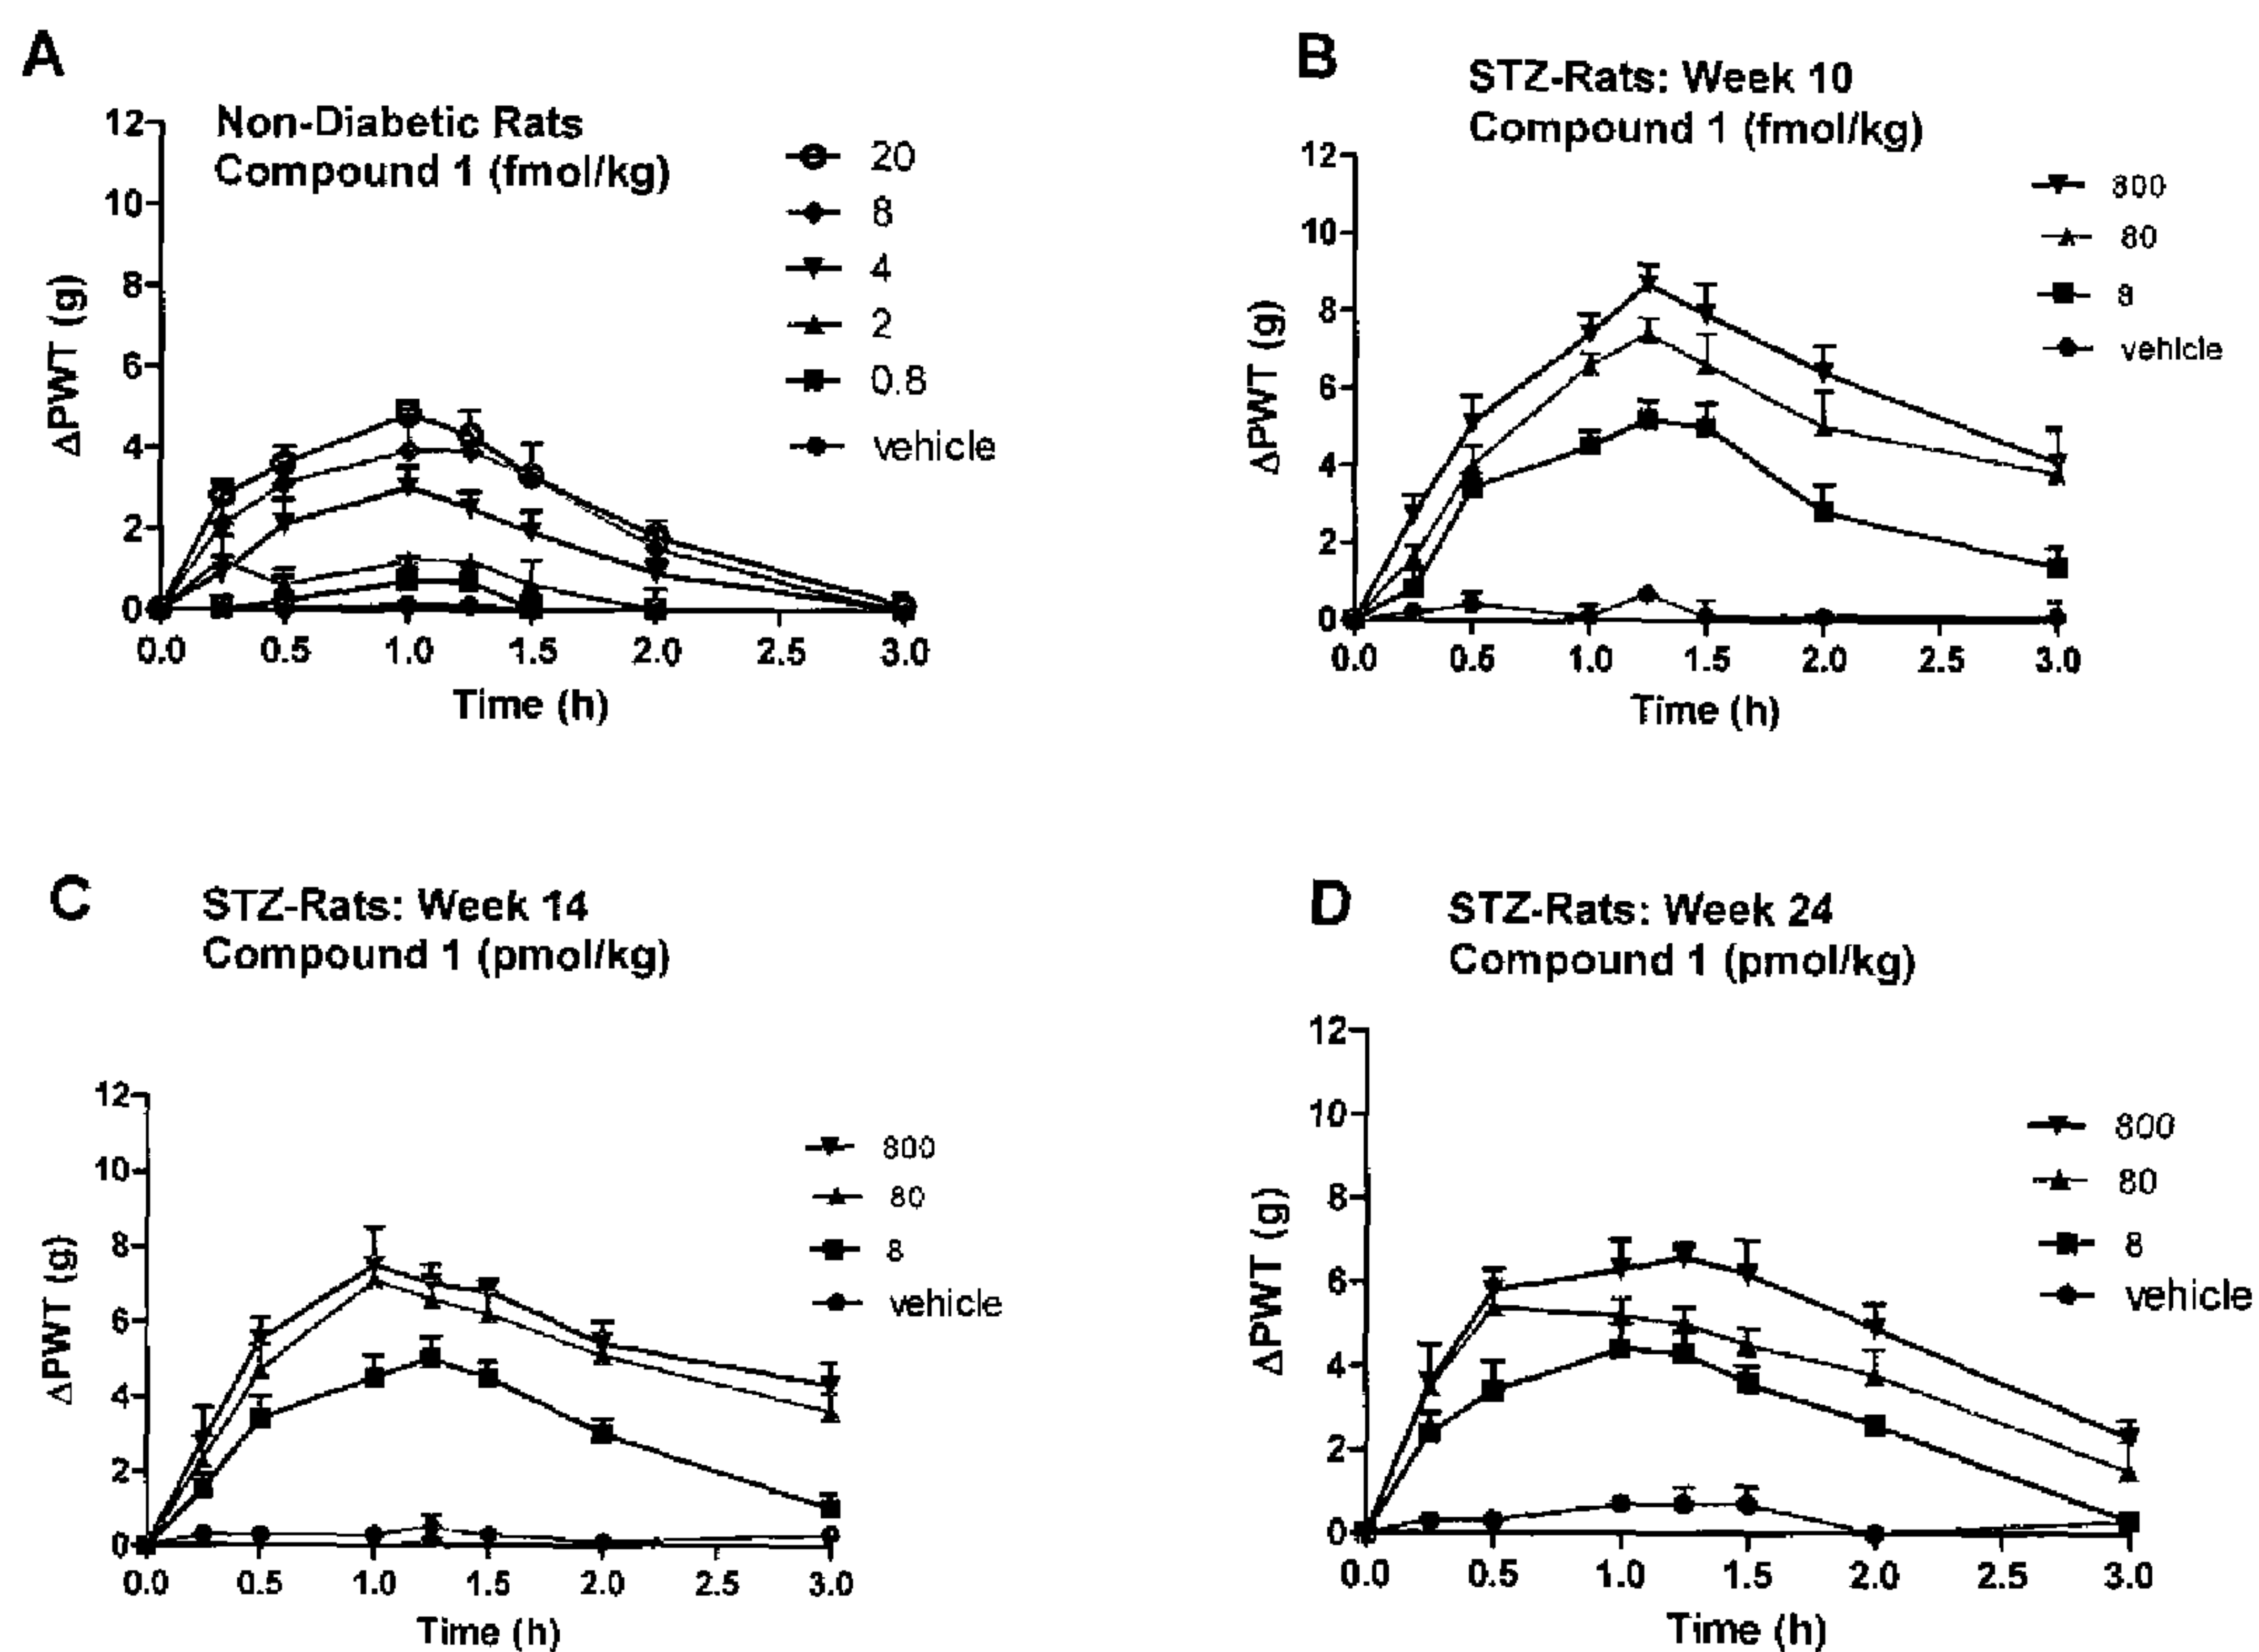 A
Non-Diabetic Rats
Compound 1 (fmol/kg)
20
8
4
2
0.8
vehicle
12
10
8
6
4
2
0
ΔPWT (g)
0.0 0.5 1.0 1.5 2.0 2.5 3.0
Time (h)
B
STZ-Rats: Week 10
Compound 1 (fmol/kg)
800
80
8
vehicle
12
10
8
6
4
2
0
ΔPWT (g)
0.0 0.5 1.0 1.5 2.0 2.5 3.0
Time (h)
C
STZ-Rats: Week 14
Compound 1 (pmol/kg)
800
80
8
vehicle
12
10
8
6
4
2
0
ΔPWT (g)
0.0 0.5 1.0 1.5 2.0 2.5 3.0
Time (h)
D
STZ-Rats: Week 24
Compound 1 (pmol/kg)
800
80
8
vehicle
12
10
8
6
4
2
0
ΔPWT (g)
0.0 0.5 1.0 1.5 2.0 2.5 3.0
Time (h)